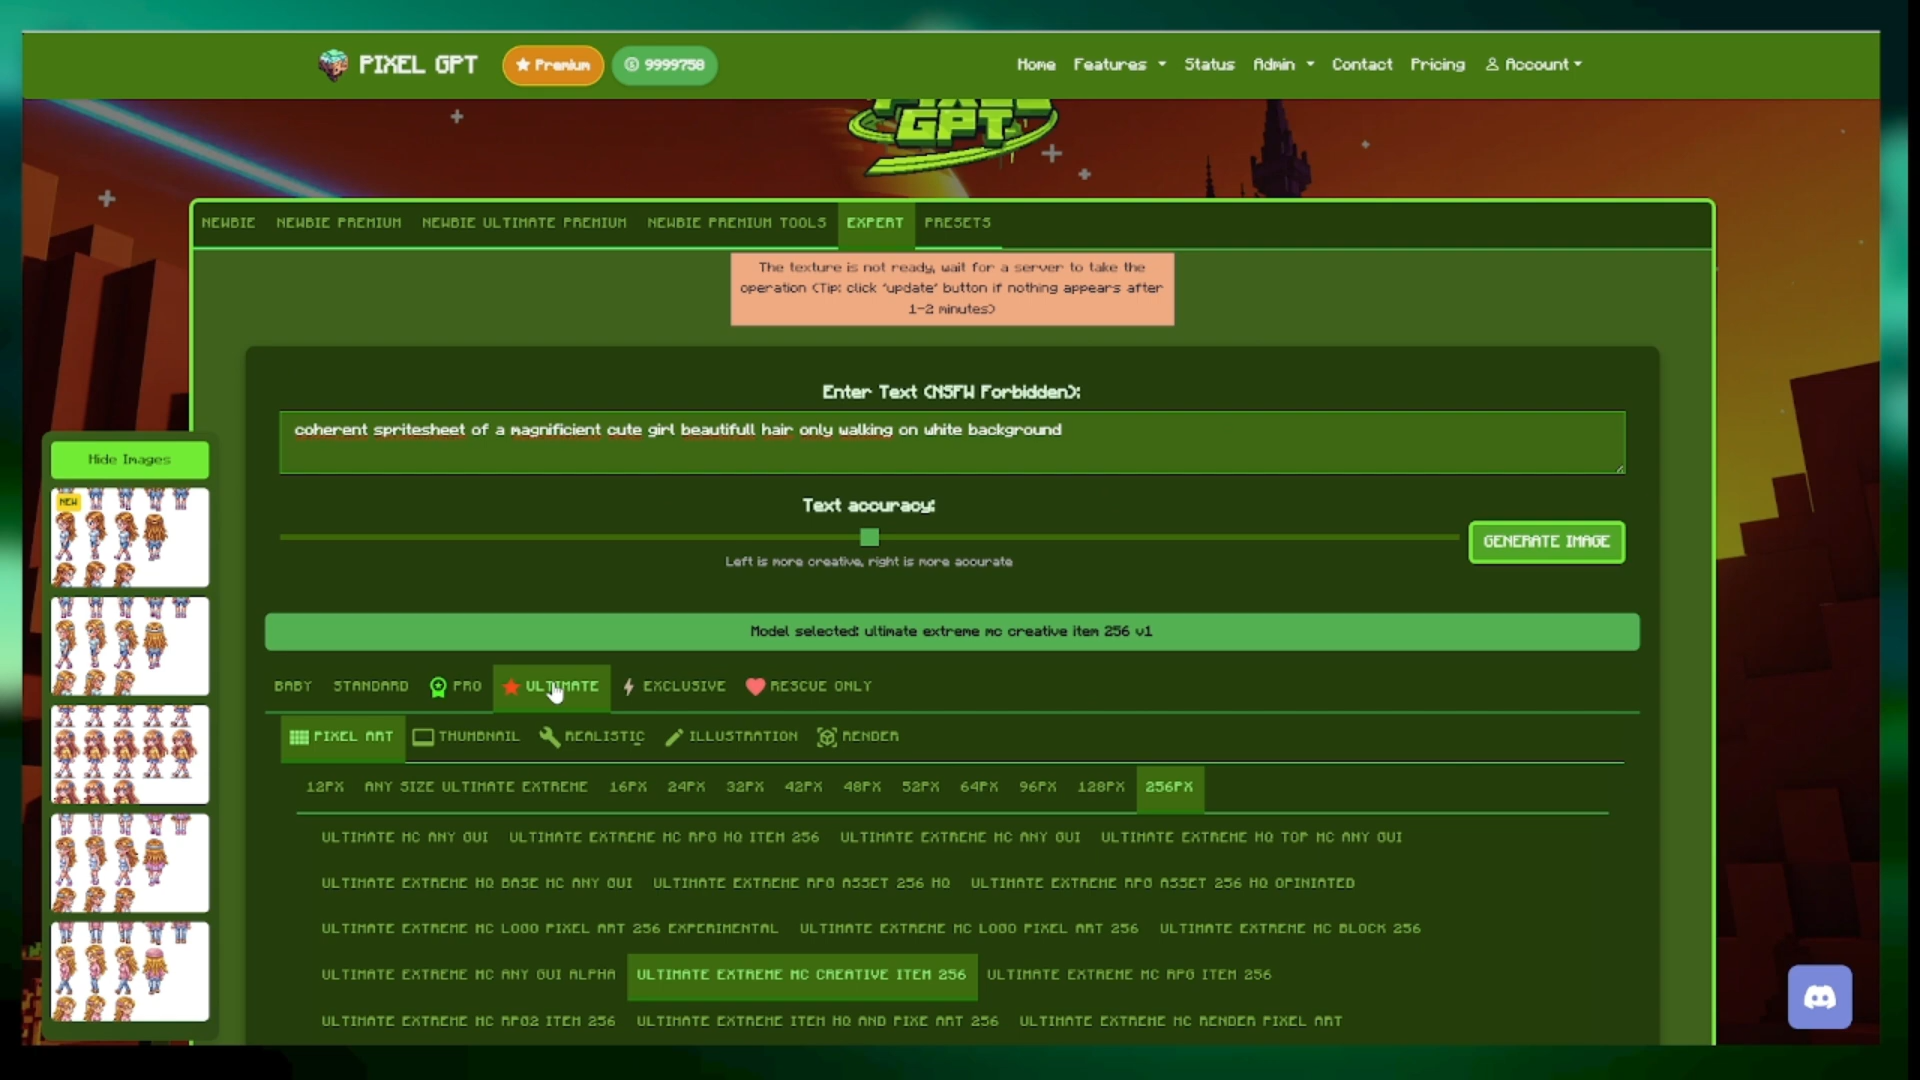 PIXEL GPT
Premium
9999758
Home Features Status Admin Contact Pricing Account
PIXEL
GPT
NEWBIE NEWBIE PREMIUM NEWBIE ULTIMATE PREMIUM NEWBIE PREMIUM TOOLS EXPERT PRESETS
The texture is not ready, wait for a server to take the
operation (Tip: click 'update' button if nothing appears after
1-2 minutes)
Enter Text (NSFW Forbidden):
coherent spritesheet of a magnificient cute girl beautifull hair only walking on white background
Hide Images
NEW
Text accuracy:
GENERATE IMAGE
Left is more creative, right is more accurate
Model selected: ultimate extreme mc creative item 256 v1
BABY STANDARD PRO ULTIMATE EXCLUSIVE RESCUE ONLY
PIXEL ART THUMBNAIL REALISTIC ILLUSTRATION RENDER
12PX ANY SIZE ULTIMATE EXTREME 16PX 24PX 32PX 42PX 48PX 52PX 64PX 96PX 128PX 256PX
ULTIMATE MC ANY GUI ULTIMATE EXTREME MC RPG HQ ITEM 256 ULTIMATE EXTREME MC ANY GUI ULTIMATE EXTREME HQ TOP MC ANY GUI
ULTIMATE EXTREME HQ BASE MC ANY GUI ULTIMATE EXTREME RPG ASSET 256 HQ ULTIMATE EXTREME RPG ASSET 256 HQ OPINIATED
ULTIMATE EXTREME MC LOGO PIXEL ART 256 EXPERIMENTAL ULTIMATE EXTREME MC LOGO PIXEL ART 256 ULTIMATE EXTREME MC BLOCK 256
ULTIMATE EXTREME MC ANY GUI ALPHA ULTIMATE EXTREME MC CREATIVE ITEM 256 ULTIMATE EXTREME MC RPG ITEM 256
ULTIMATE EXTREME MC RPG2 ITEM 256 ULTIMATE EXTREME ITEM HQ AND PIXE ART 256 ULTIMATE EXTREME MC RENDER PIXEL ART